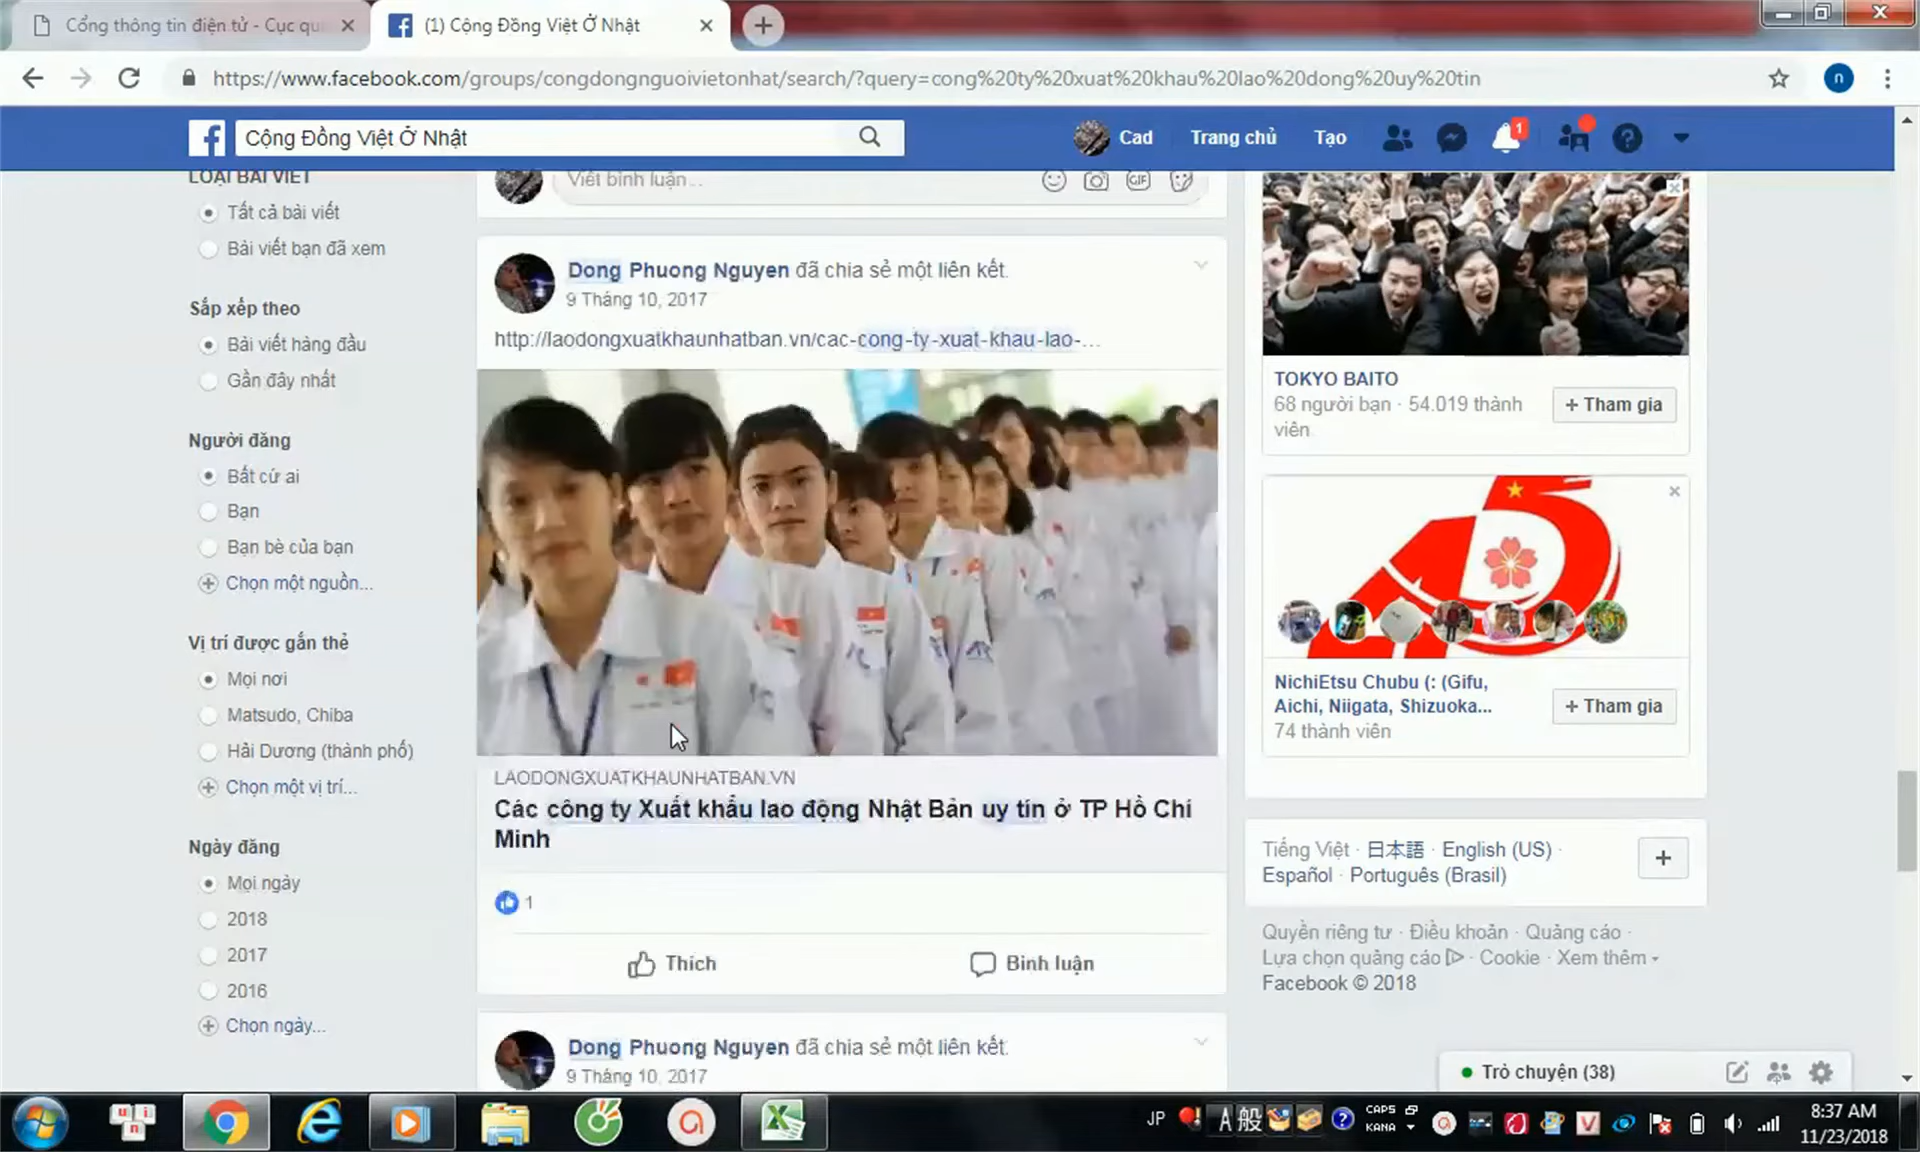 Cổng thông tin điện tử - Cục qu
(1) Cộng Đồng Việt Ở Nhật
https://www.facebook.com/groups/congdongnguoivietonhat/search/?query=cong%20ty%20xuat%20khau%20lao%20dong%20uy%20tin
n
Cộng Đồng Việt Ở Nhật
Cad
Trang chủ
Tạo
1
LOẠI BÀI VIẾT
Tất cả bài viết
Bài viết bạn đã xem
Sắp xếp theo
Bài viết hàng đầu
Gần đây nhất
Người đăng
Bất cứ ai
Bạn
Bạn bè của bạn
Chọn một nguồn...
Vị trí được gắn thẻ
Mọi nơi
Matsudo, Chiba
Hải Dương (thành phố)
Chọn một vị trí...
Ngày đăng
Mọi ngày
2018
2017
2016
Chọn ngày...
Viết bình luận...
GIF
Dong Phuong Nguyen đã chia sẻ một liên kết.
9 Tháng 10, 2017
http://laodongxuatkhaunhatban.vn/cac-cong-ty-xuat-khau-lao-...
LAODONGXUATKHAUNHATBAN.VN
Các công ty Xuất khẩu lao động Nhật Bản uy tín ở TP Hồ Chí
Minh
1
Thích
Bình luận
Dong Phuong Nguyen đã chia sẻ một liên kết.
9 Tháng 10, 2017
TOKYO BAITO
68 người bạn · 54.019 thành
viên
+ Tham gia
NichiEtsu Chubu (: (Gifu,
Aichi, Niigata, Shizuoka...
74 thành viên
+ Tham gia
Tiếng Việt · 日本語 · English (US) ·
Español · Português (Brasil)
Quyền riêng tư · Điều khoản · Quảng cáo ·
Lựa chọn quảng cáo · Cookie · Xem thêm
Facebook © 2018
Trò chuyện (38)
JP
A般
CAPS
KANA
8:37 AM
11/23/2018